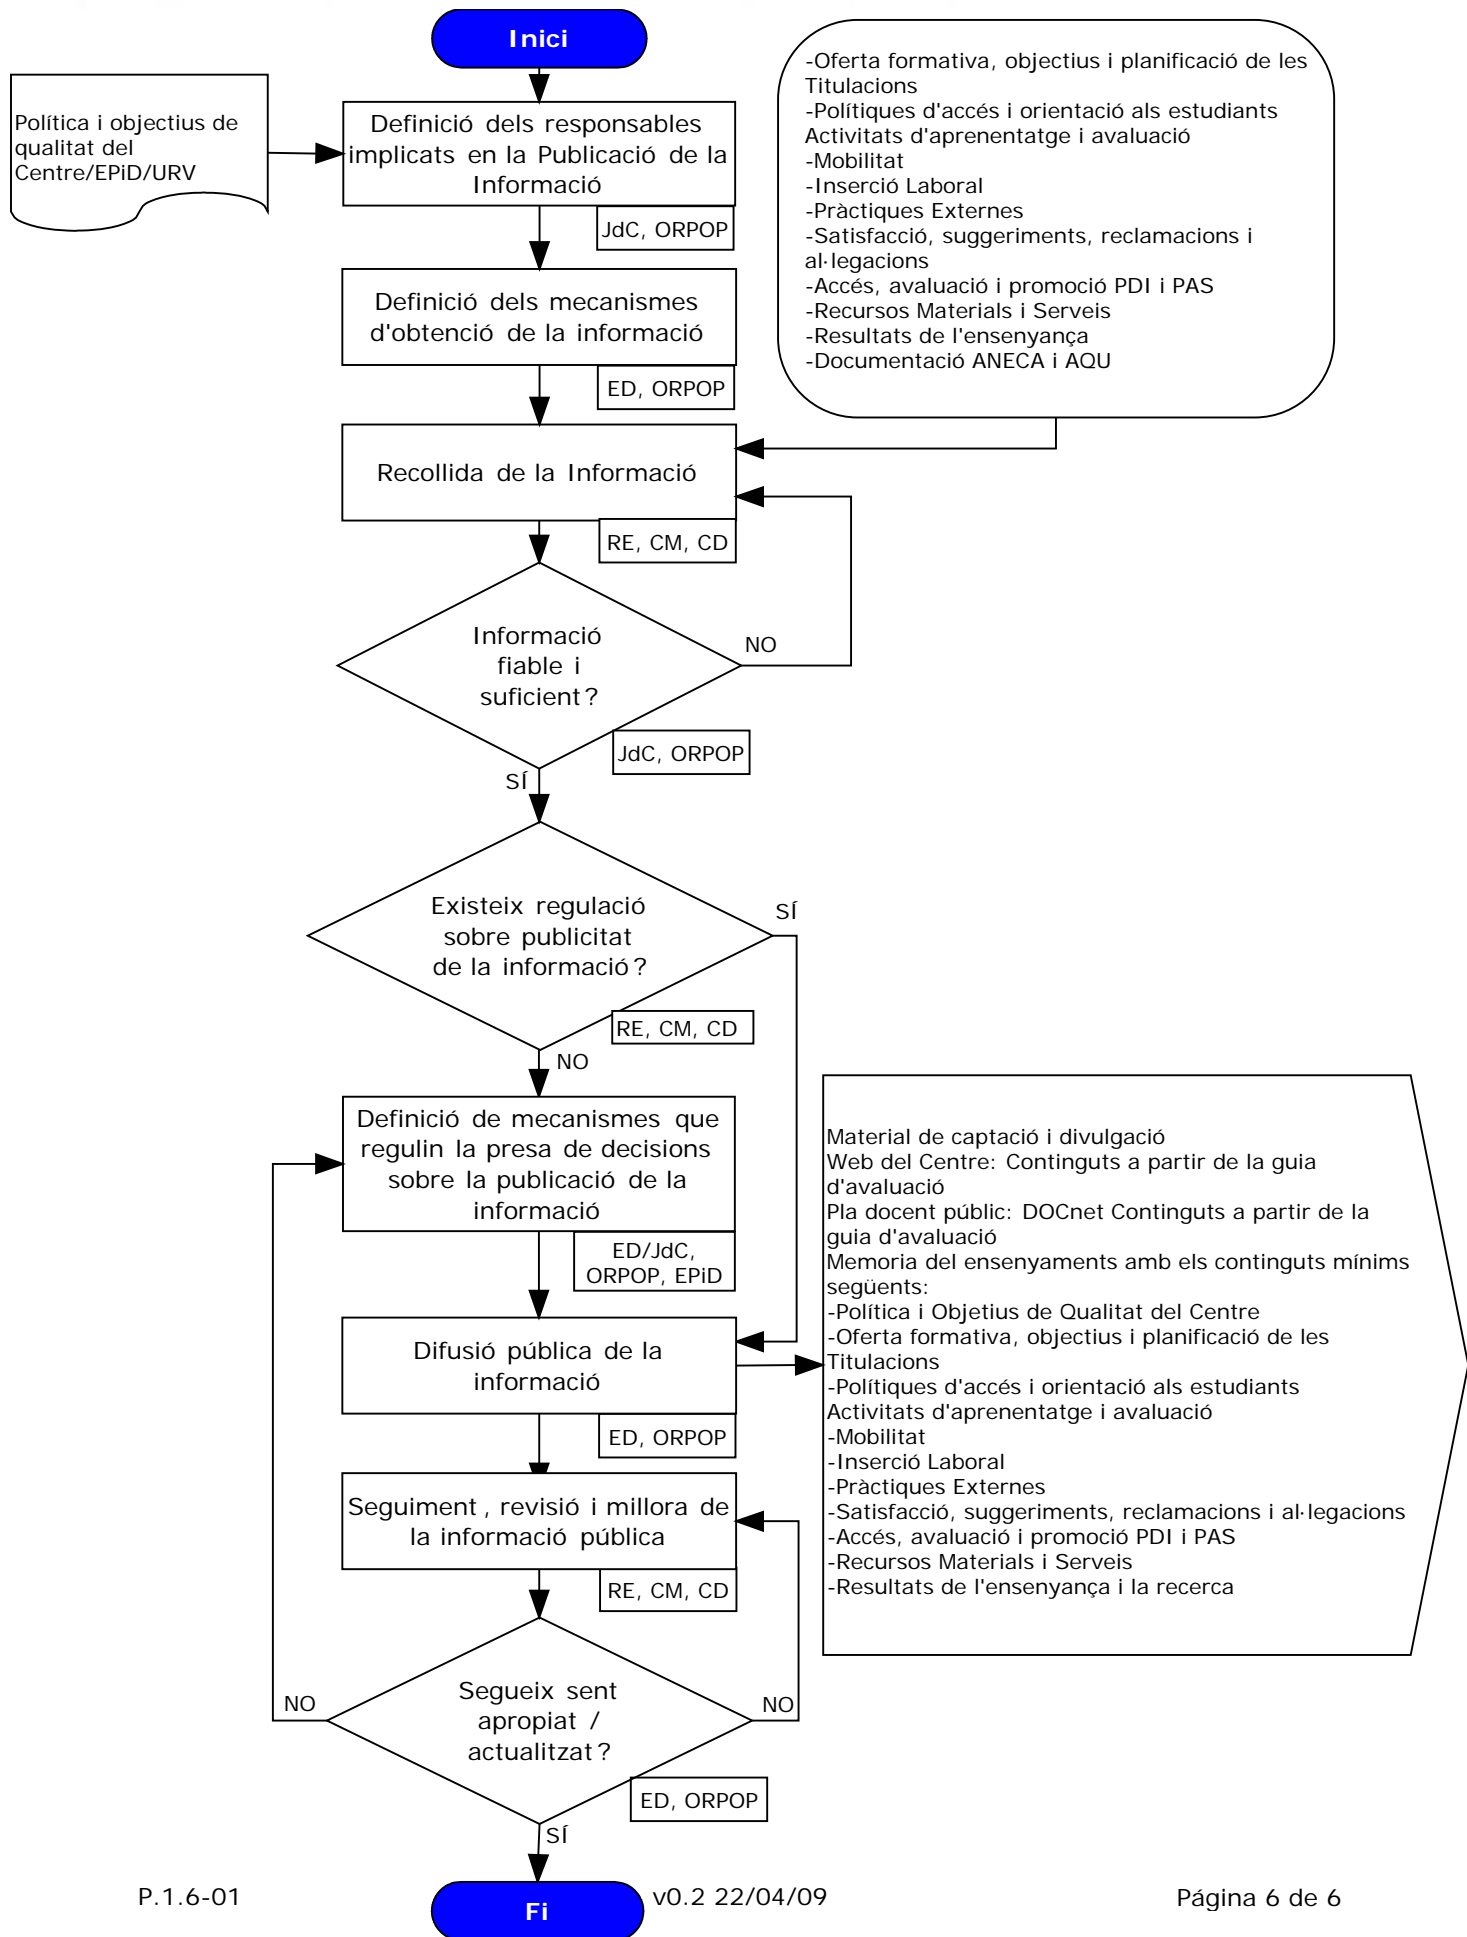 Inici
Política i objectius de
qualitat del
Centre/EPiD/URV
Definició dels responsables
implicats en la Publicació de la
Informació
JdC, ORPOP
-Oferta formativa, objectius i planificació de les
Titulacions
-Polítiques d'accés i orientació als estudiants
Activitats d'aprenentatge i avaluació
-Mobilitat
-Inserció Laboral
-Pràctiques Externes
-Satisfacció, suggeriments, reclamacions i
al·legacions
-Accés, avaluació i promoció PDI i PAS
-Recursos Materials i Serveis
-Resultats de l'ensenyança
-Documentació ANECA i AQU
Definició dels mecanismes
d'obtenció de la informació
ED, ORPOP
Recollida de la Informació
RE, CM, CD
Informació
fiable i
suficient?
NO
JdC, ORPOP
SÍ
Existeix regulació
sobre publicitat
de la informació?
SÍ
RE, CM, CD
NO
Definició de mecanismes que
regulin la presa de decisions
sobre la publicació de la
informació
ED/JdC,
ORPOP, EPiD
Difusió pública de la
informació
ED, ORPOP
Material de captació i divulgació
Web del Centre: Continguts a partir de la guia
d'avaluació
Pla docent públic: DOCnet Continguts a partir de la
guia d'avaluació
Memoria del ensenyaments amb els continguts mínims
següents:
-Política i Objetius de Qualitat del Centre
-Oferta formativa, objectius i planificació de les
Titulacions
-Polítiques d'accés i orientació als estudiants
Activitats d'aprenentatge i avaluació
-Mobilitat
-Inserció Laboral
-Pràctiques Externes
-Satisfacció, suggeriments, reclamacions i al·legacions
-Accés, avaluació i promoció PDI i PAS
-Recursos Materials i Serveis
-Resultats de l'ensenyança i la recerca
Seguiment, revisió i millora de
la informació pública
RE, CM, CD
NO
Segueix sent
apropiat /
actualitzat?
NO
ED, ORPOP
SÍ
Fi
P.1.6-01
v0.2 22/04/09
Página 6 de 6